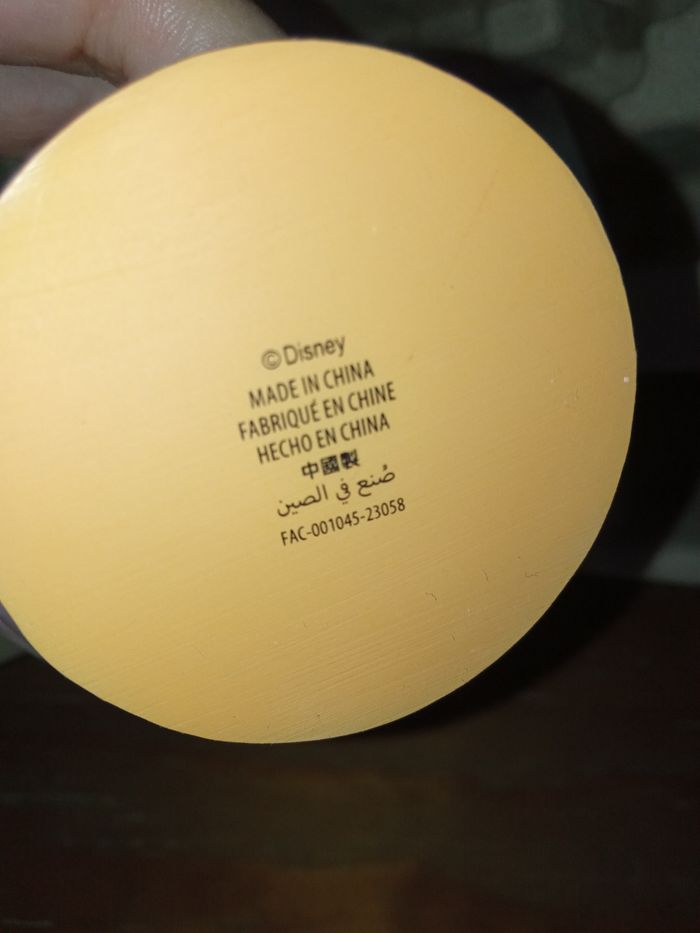 ©Disney
MADE IN CHINA
FABRIQUÉ EN CHINE
HECHO EN CHINA
中國製
صُنع في الصين
FAC-001045-23058